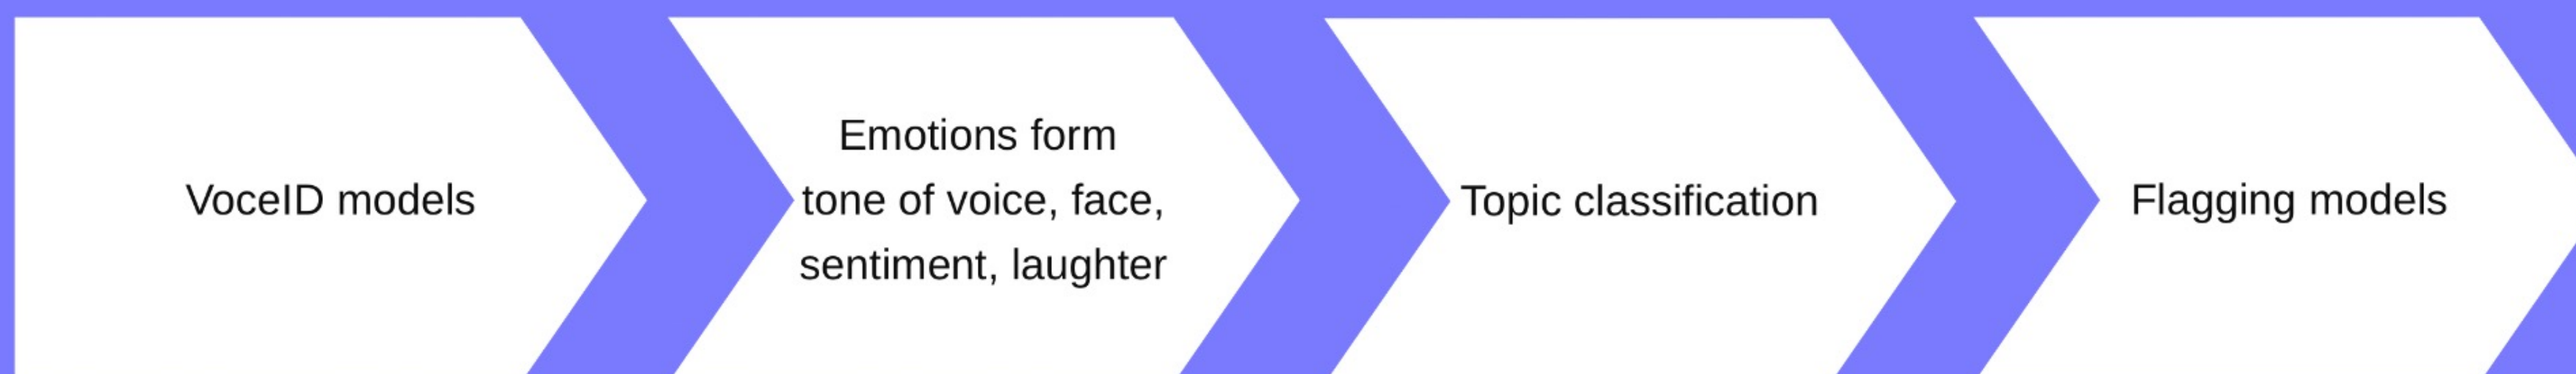 VoceID models
Emotions form
tone of voice, face,
sentiment, laughter
Topic classification
Flagging models